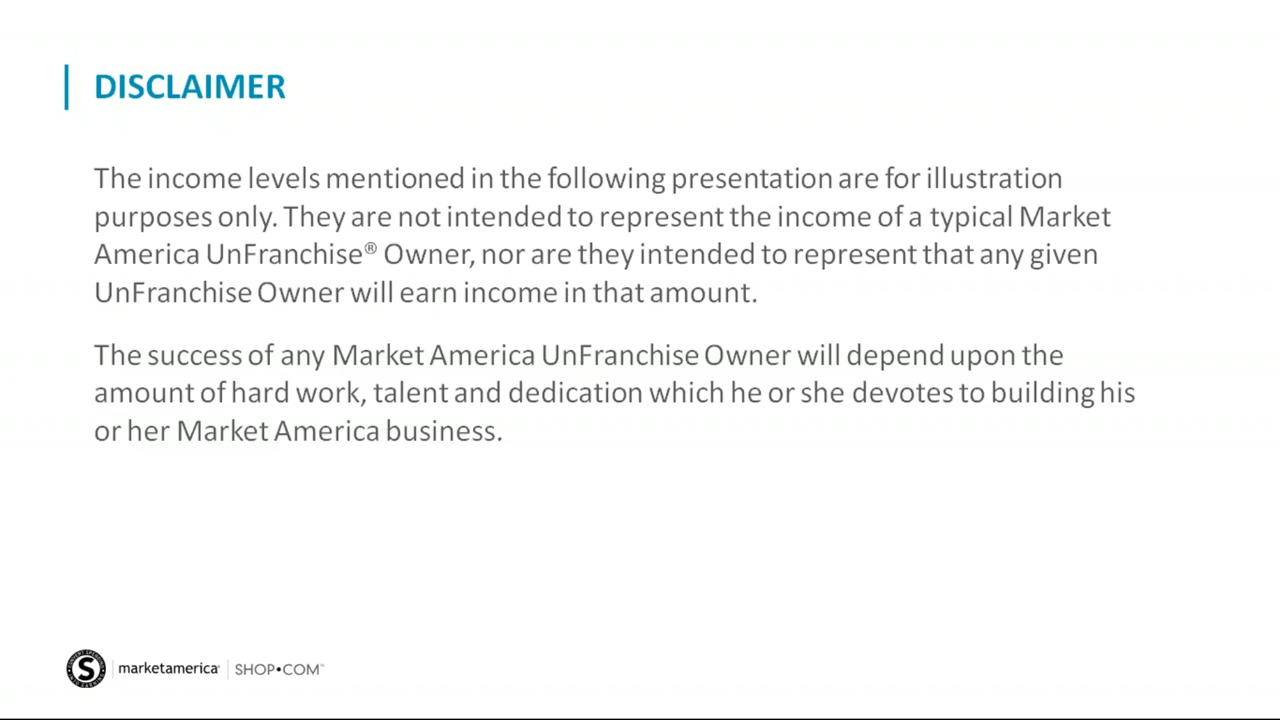 DISCLAIMER
The income levels mentioned in the following presentation are for illustration
purposes only. They are not intended to represent the income of a typical Market
America UnFranchise® Owner, nor are they intended to represent that any given
UnFranchise Owner will earn income in that amount.
The success of any Market America UnFranchise Owner will depend upon the
amount of hard work, talent and dedication which he or she devotes to building his
or her Market America business.
S marketamerica SHOP•COM™